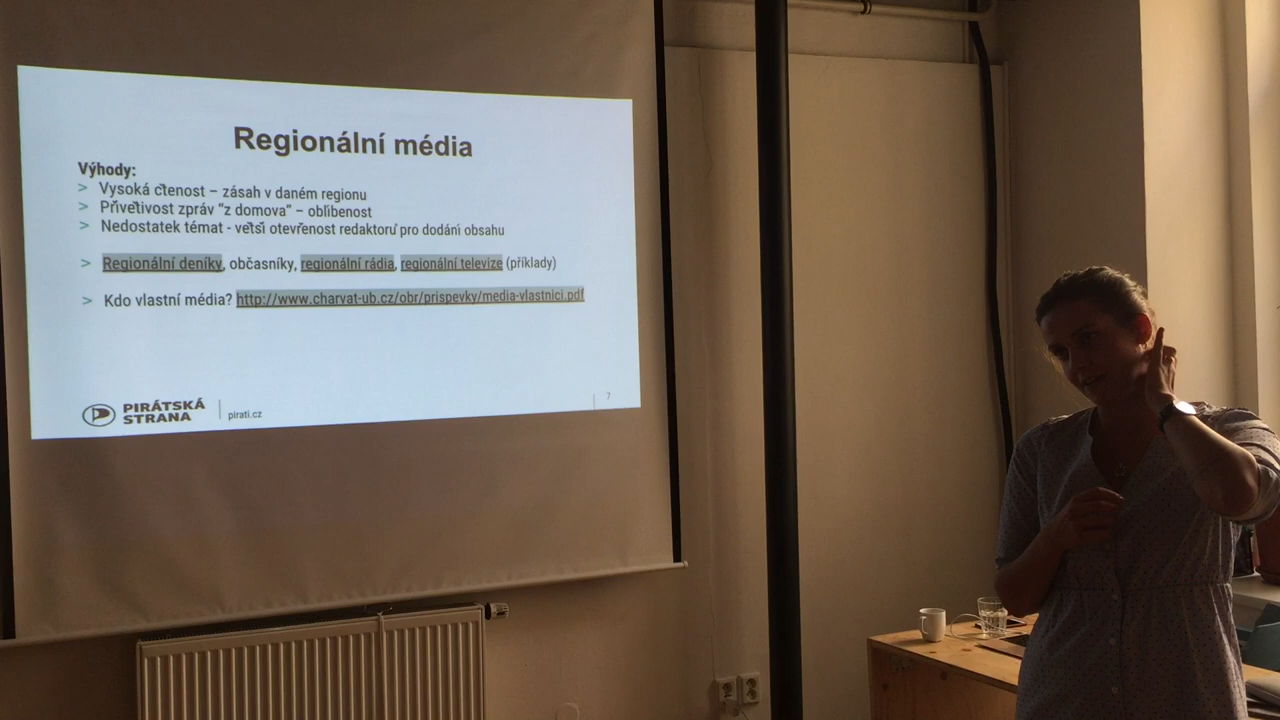 Regionální média
Výhody:
> Vysoká čtenost – zásah v daném regionu
> Přívětivost zpráv "z domova" – oblíbenost
> Nedostatek témat - větší otevřenost redaktorů pro dodání obsahu
> Regionální deníky, občasníky, regionální rádia, regionální televize (příklady)
> Kdo vlastní média? http://www.charvat-ub.cz/obr/prispevky/media-vlastnici.pdf
PIRÁTSKÁ
STRANA
pirati.cz
7